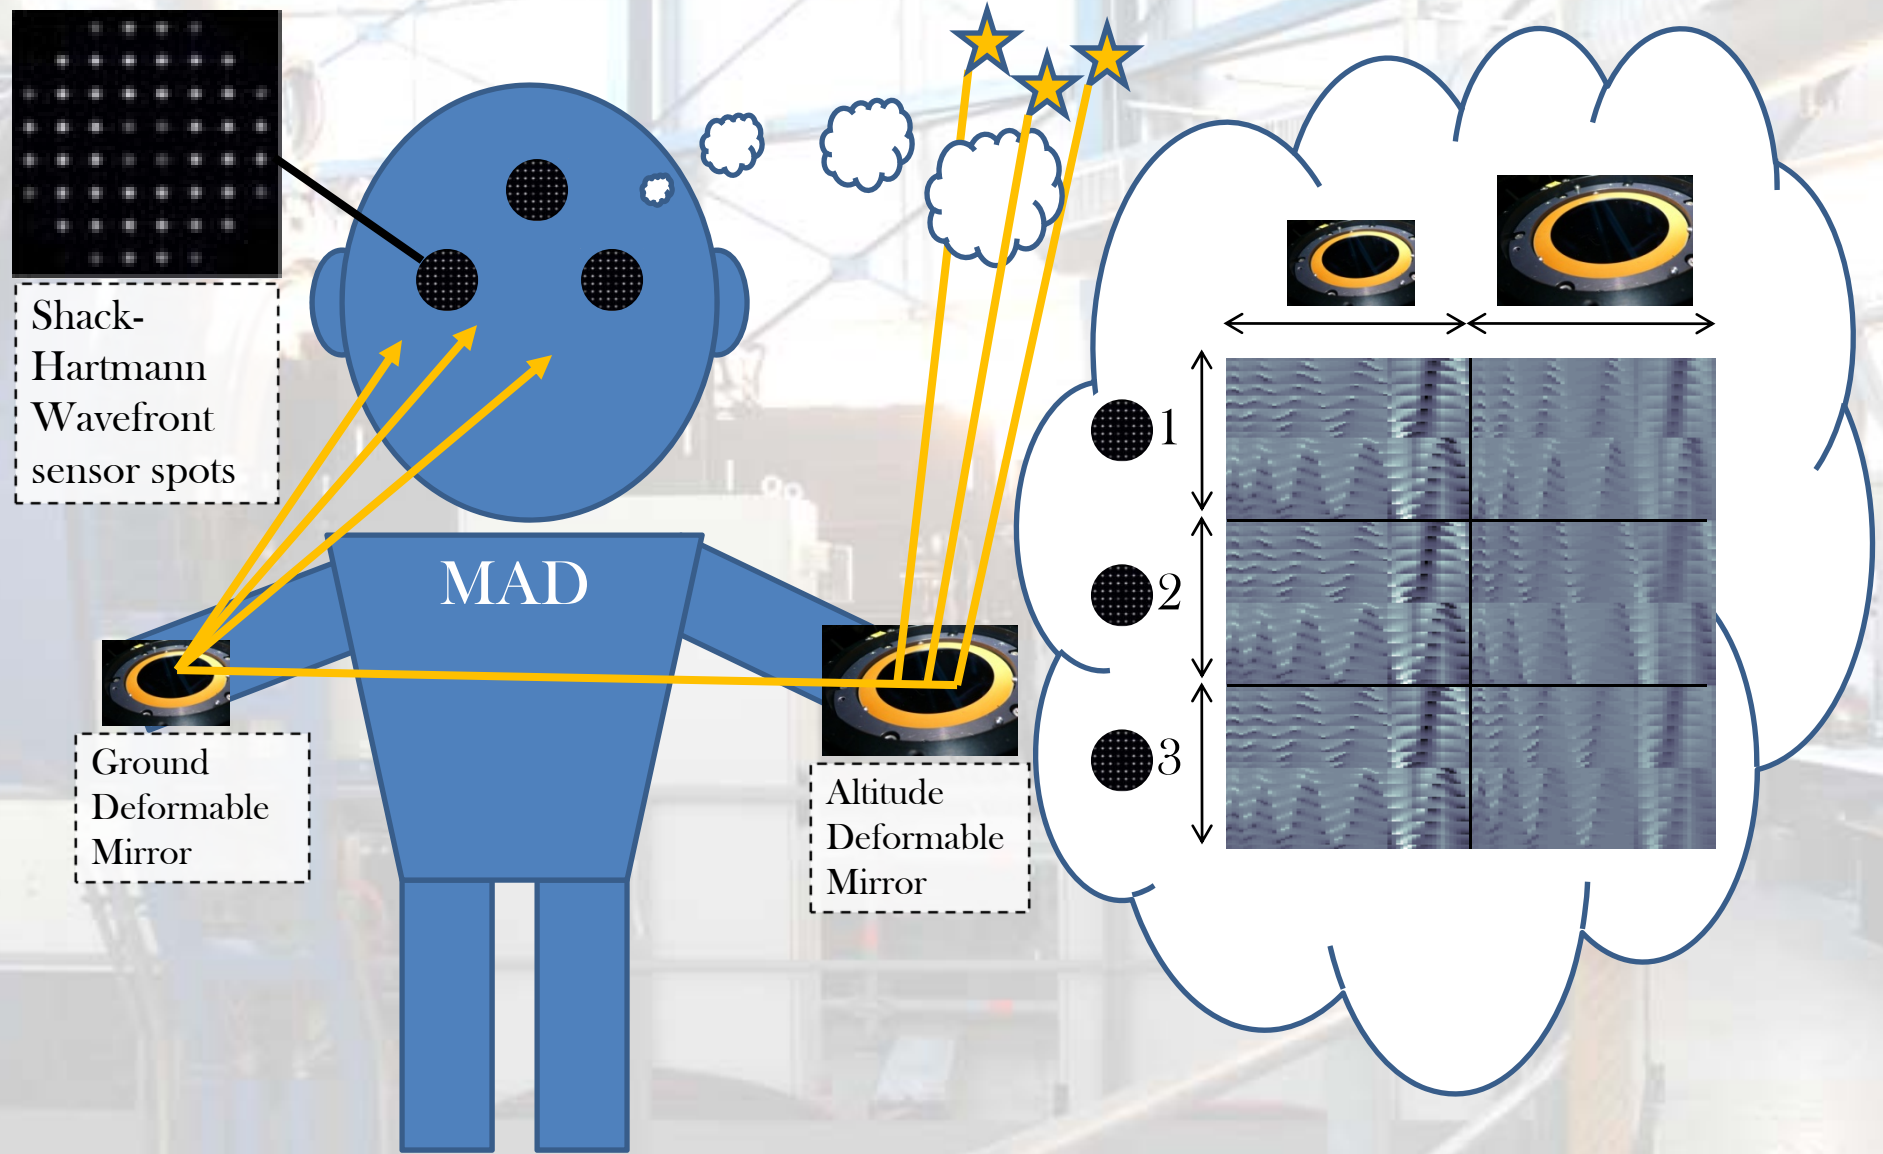 Shack-
Hartmann
Wavefront
sensor spots
MAD
Ground
Deformable
Mirror
Altitude
Deformable
Mirror
1
2
3